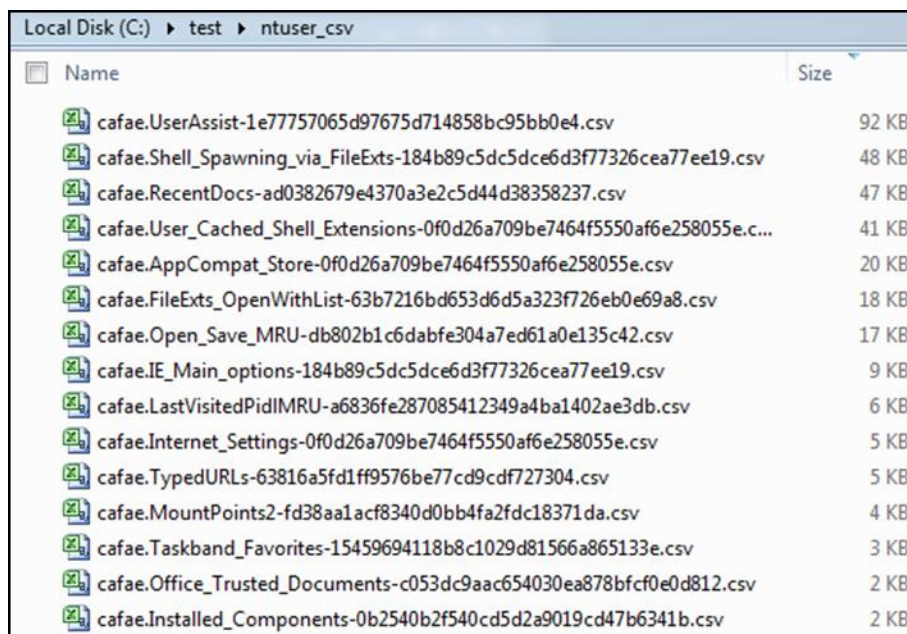 Local Disk (C:) ▸ test ▸ ntuser_csv
Name Size
cafae.UserAssist-1e77757065d97675d714858bc95bb0e4.csv 92 KB
cafae.Shell_Spawning_via_FileExts-184b89c5dc5dce6d3f77326cea77ee19.csv 48 KB
cafae.RecentDocs-ad0382679e4370a3e2c5d44d38358237.csv 47 KB
cafae.User_Cached_Shell_Extensions-0f0d26a709be7464f5550af6e258055e.c... 41 KB
cafae.AppCompat_Store-0f0d26a709be7464f5550af6e258055e.csv 20 KB
cafae.FileExts_OpenWithList-63b7216bd653d6d5a323f726eb0e69a8.csv 18 KB
cafae.Open_Save_MRU-db802b1c6dabfe304a7ed61a0e135c42.csv 17 KB
cafae.IE_Main_options-184b89c5dc5dce6d3f77326cea77ee19.csv 9 KB
cafae.LastVisitedPidlMRU-a6836fe287085412349a4ba1402ae3db.csv 6 KB
cafae.Internet_Settings-0f0d26a709be7464f5550af6e258055e.csv 5 KB
cafae.TypedURLs-63816a5fd1ff9576be77cd9cdf727304.csv 5 KB
cafae.MountPoints2-fd38aa1acf8340d0bb4fa2fdc18371da.csv 4 KB
cafae.Taskband_Favorites-15459694118b8c1029d81566a865133e.csv 3 KB
cafae.Office_Trusted_Documents-c053dc9aac654030ea878bfcf0e0d812.csv 2 KB
cafae.Installed_Components-0b2540b2f540cd5d2a9019cd47b6341b.csv 2 KB